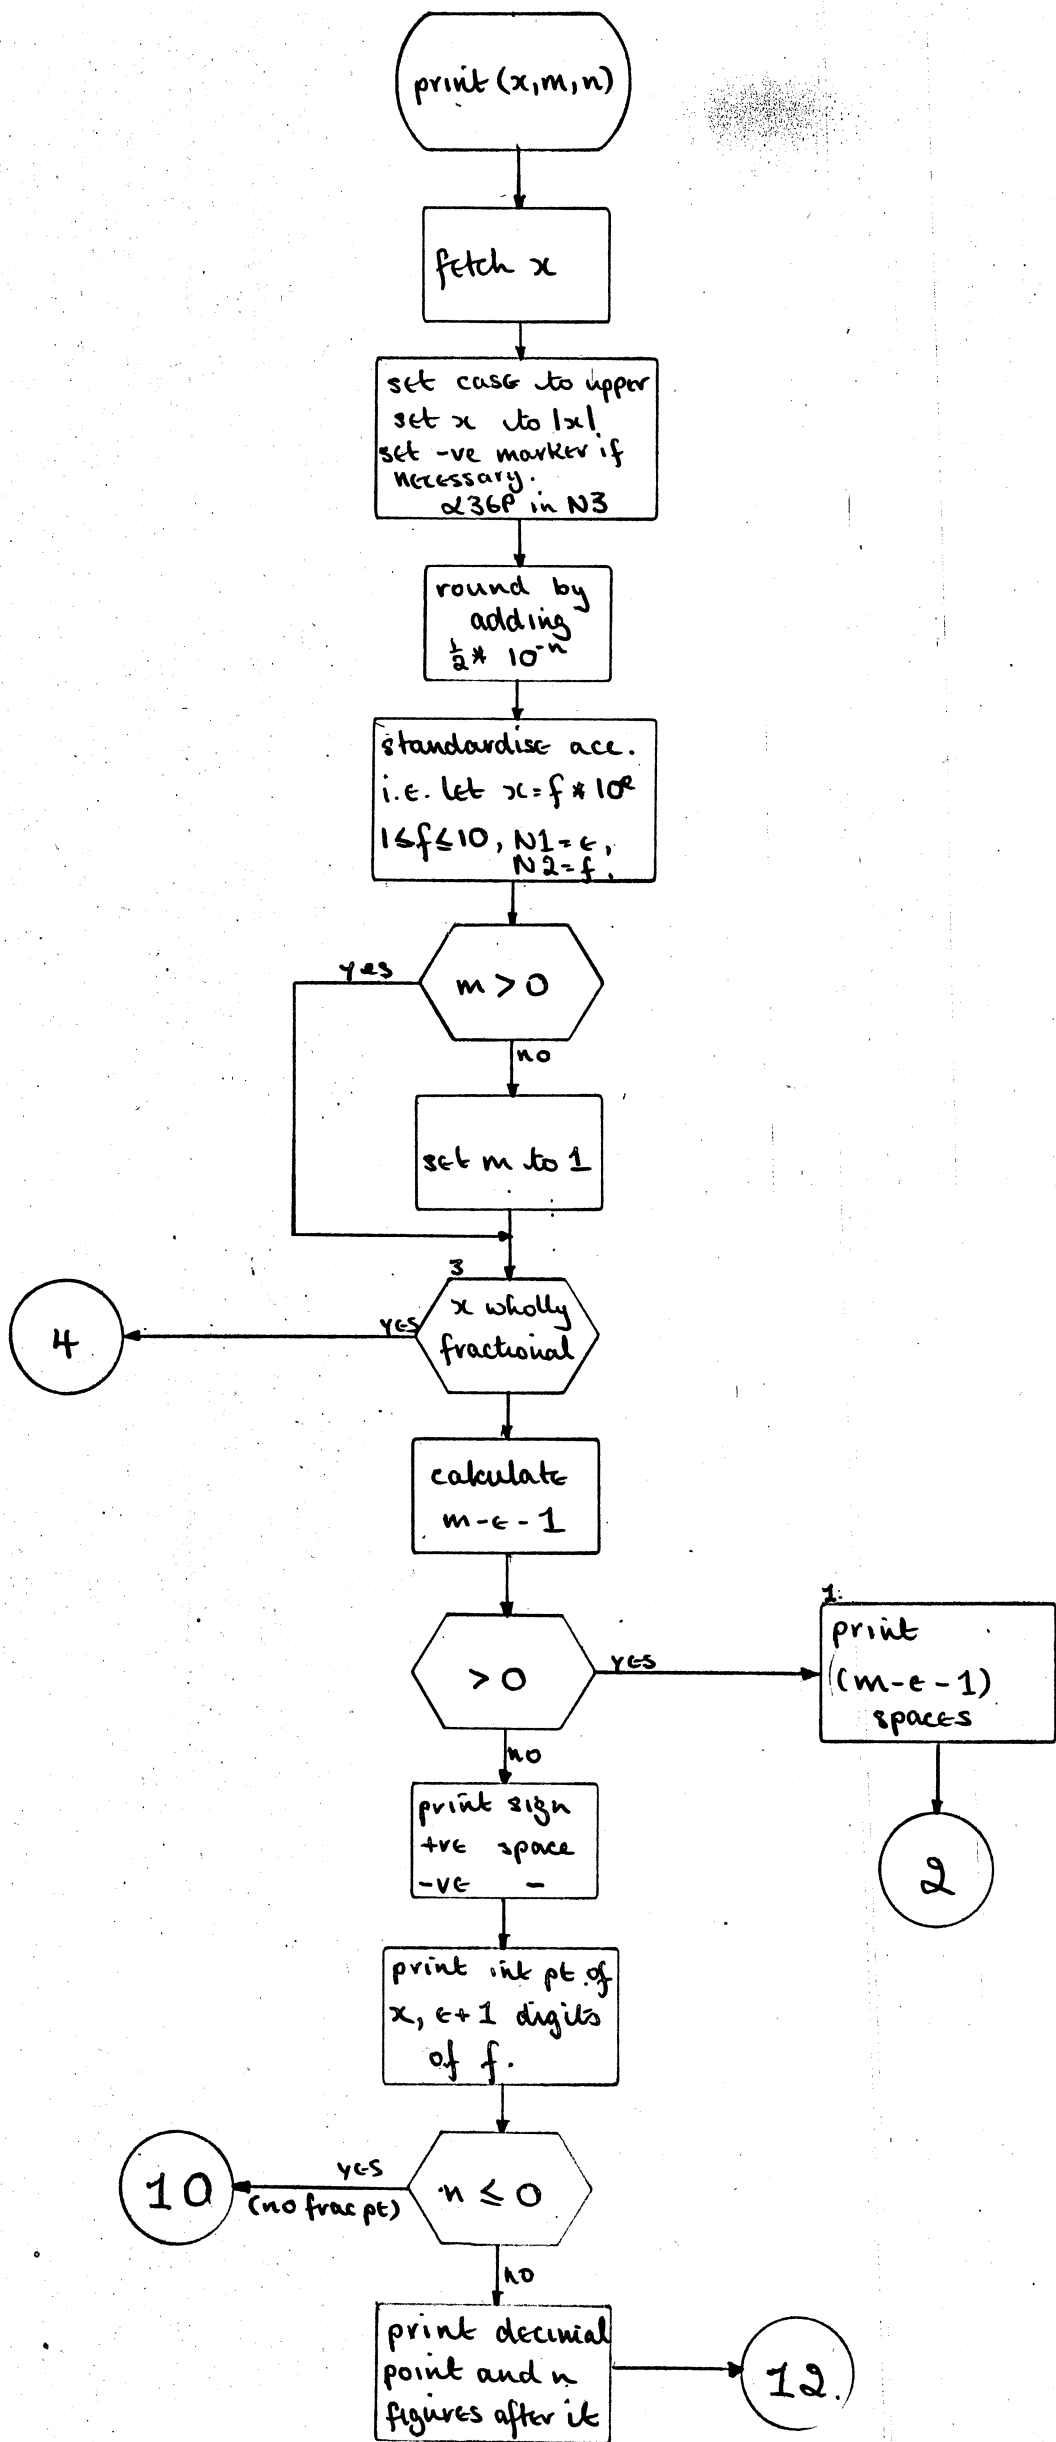 print (x,m,n)
fetch x
set case to upper
set x to |x|.
set -ve marker if
necessary.
α36P in N3
round by
adding
½* 10⁻ⁿ
standardise acc.
i.e. let x=f*10ᵉ
1≤f≤10, N1=e,
N2=f.
yes
m > 0
no
set m to 1
3
4
yes
x wholly
fractional
calculate
m-e-1
> 0
yes
1:
print
(m-e-1)
spaces
no
2
print sign
+ve space
-ve -
print int pt. of
x, e+1 digits
of f.
10
yes
(no frac pt)
n ≤ 0
no
print decimal
point and n
figures after it
12.